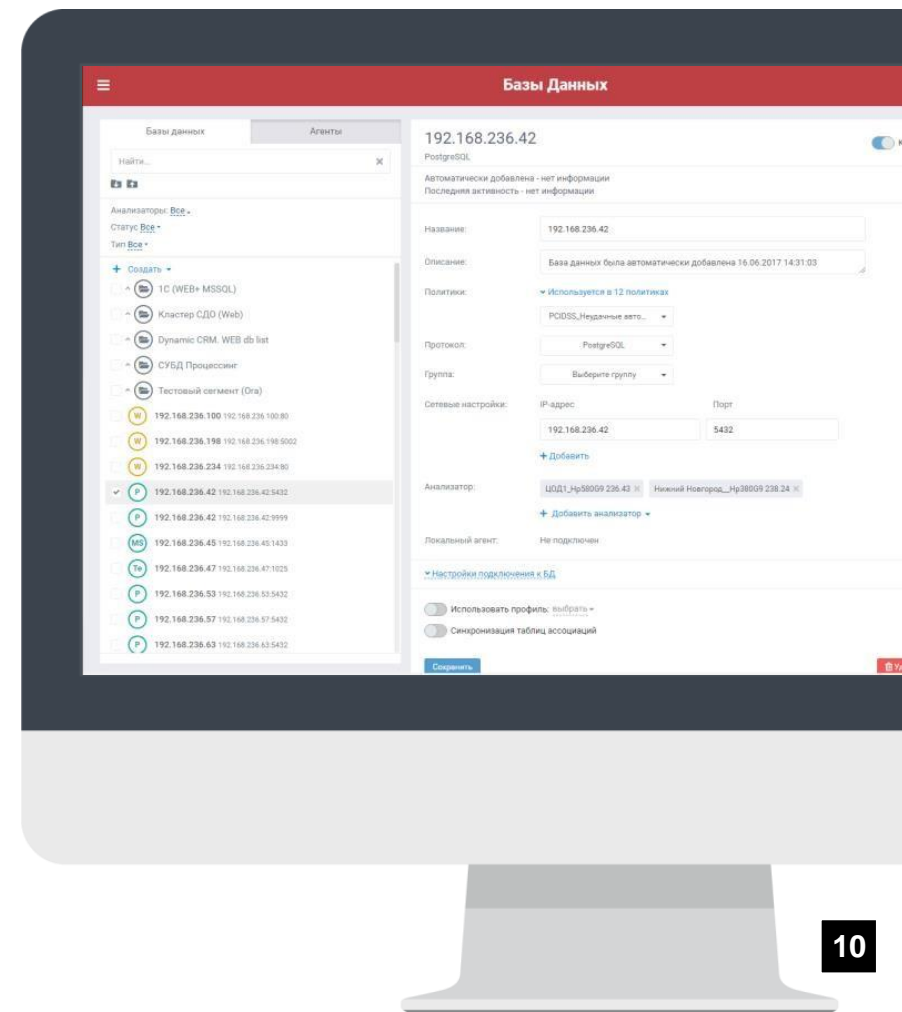 Базы Данных
Базы данных
Агенты
Найти...
Анализаторы: Все
Статус Все
Тип Все
+ Создать
1С (WEB+ MSSQL)
Кластер СДО (Web)
Dynamic CRM. WEB db list
СУБД Процессинг
Тестовый сегмент (Ora)
W 192.168.236.100 192.168.236.100:80
W 192.168.236.198 192.168.236.198:5002
W 192.168.236.234 192.168.236.234:80
P 192.168.236.42 192.168.236.42:5432
P 192.168.236.42 192.168.236.42:9999
MS 192.168.236.45 192.168.236.45:1433
Te 192.168.236.47 192.168.236.47:1025
P 192.168.236.53 192.168.236.53:5432
P 192.168.236.57 192.168.236.57:5432
P 192.168.236.63 192.168.236.63:5432
192.168.236.42
PostgreSQL
Автоматически добавлена - нет информации
Последняя активность - нет информации
Название: 192.168.236.42
Описание: База данных была автоматически добавлена 16.06.2017 14:31:03
Политики: Используется в 12 политиках
PCIDSS_Неудачные авто...
Протокол: PostgreSQL
Группа: Выберите группу
Сетевые настройки: IP-адрес Порт
192.168.236.42 5432
+ Добавить
Анализатор: ЦОД1_Hp580G9 236.43 × Нижний Новгород__Hp380G9 238.24 ×
+ Добавить анализатор
Локальный агент: Не подключен
Настройки подключения к БД
Использовать профиль: выбрать
Синхронизация таблиц ассоциаций
Сохранить
10